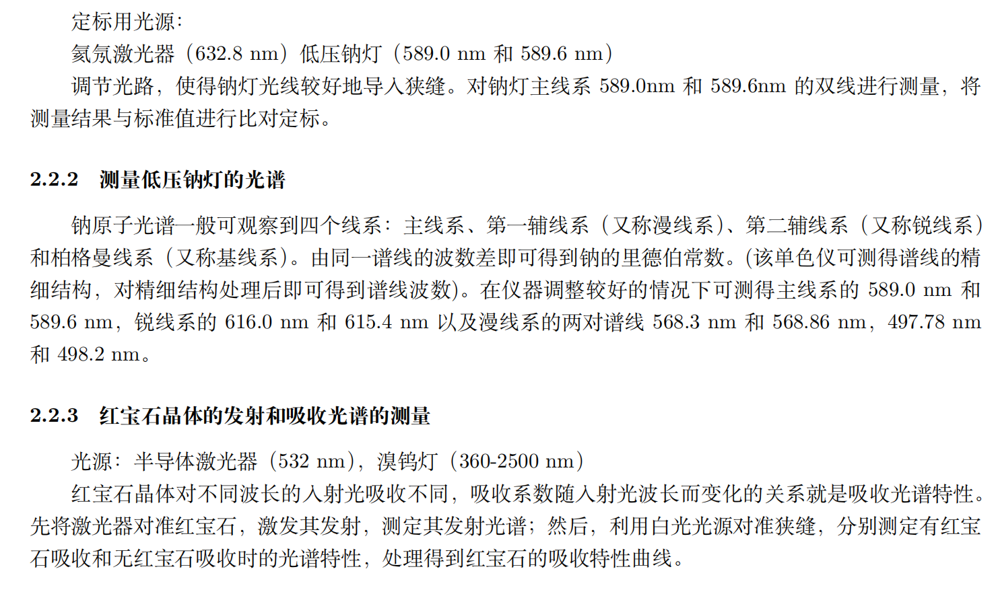 定标用光源：
氦氖激光器（632.8 nm）低压钠灯（589.0 nm 和 589.6 nm）
调节光路，使得钠灯光线较好地导入狭缝。对钠灯主线系 589.0nm 和 589.6nm 的双线进行测量，将
测量结果与标准值进行比对定标。
2.2.2 测量低压钠灯的光谱
钠原子光谱一般可观察到四个线系：主线系、第一辅线系（又称漫线系）、第二辅线系（又称锐线系）
和柏格曼线系（又称基线系）。由同一谱线的波数差即可得到钠的里德伯常数。(该单色仪可测得谱线的精
细结构，对精细结构处理后即可得到谱线波数)。在仪器调整较好的情况下可测得主线系的 589.0 nm 和
589.6 nm，锐线系的 616.0 nm 和 615.4 nm 以及漫线系的两对谱线 568.3 nm 和 568.86 nm，497.78 nm
和 498.2 nm。
2.2.3 红宝石晶体的发射和吸收光谱的测量
光源：半导体激光器（532 nm），溴钨灯（360-2500 nm）
红宝石晶体对不同波长的入射光吸收不同，吸收系数随入射光波长而变化的关系就是吸收光谱特性。
先将激光器对准红宝石，激发其发射，测定其发射光谱；然后，利用白光光源对准狭缝，分别测定有红宝
石吸收和无红宝石吸收时的光谱特性，处理得到红宝石的吸收特性曲线。